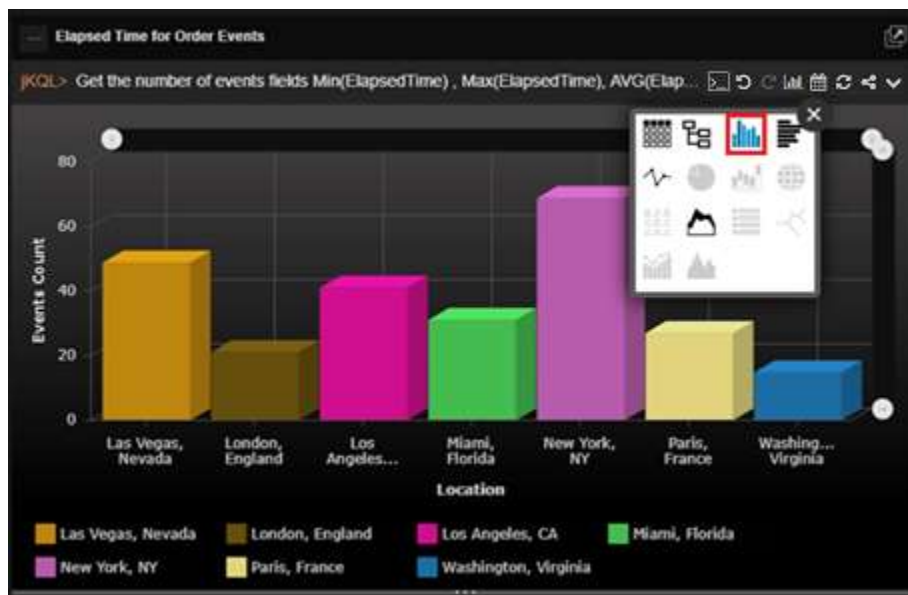 Elapsed Time for Order Events
jKQL> Get the number of events fields Min(ElapsedTime) , Max(ElapsedTime), AVG(Elap...
80
60
40
20
0
Events Count
Las Vegas, Nevada
London, England
Los Angeles...
Miami, Florida
New York, NY
Paris, France
Washing... Virginia
Location
Las Vegas, Nevada
London, England
Los Angeles, CA
Miami, Florida
New York, NY
Paris, France
Washington, Virginia